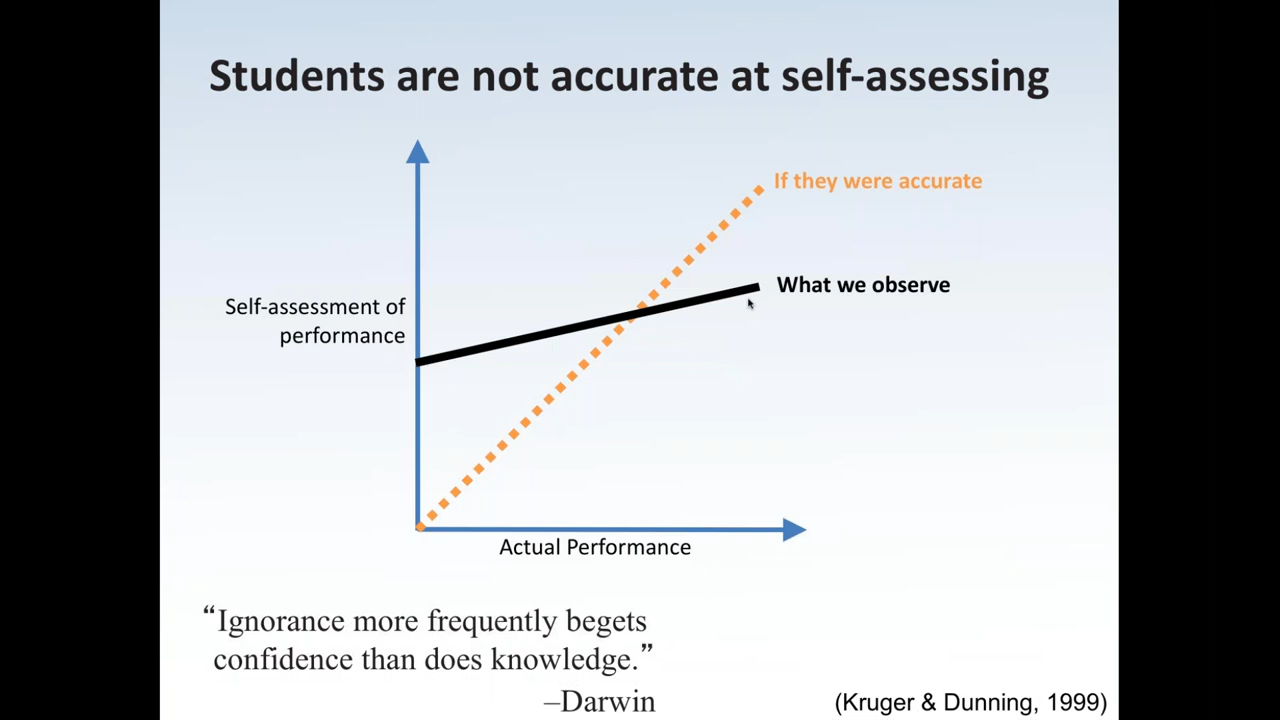 Students are not accurate at self-assessing
If they were accurate
What we observe
Self-assessment of
performance
Actual Performance
“Ignorance more frequently begets
confidence than does knowledge.”
–Darwin
(Kruger & Dunning, 1999)